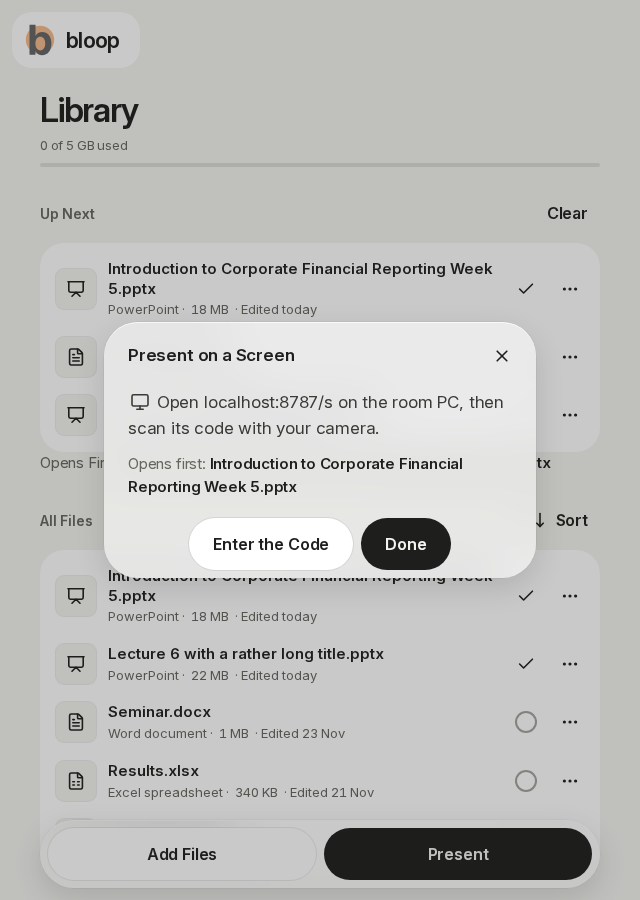 bloop
Library
0 of 5 GB used
Up Next
Clear
Introduction to Corporate Financial Reporting Week
5.pptx
PowerPoint · 18 MB · Edited today
Present on a Screen
Open localhost:8787/s on the room PC, then
scan its code with your camera.
Opens first: Introduction to Corporate Financial
Reporting Week 5.pptx
Enter the Code
Done
Opens
All Files
Sort
Introduction to Corporate Financial Reporting Week
5.pptx
PowerPoint · 18 MB · Edited today
Lecture 6 with a rather long title.pptx
PowerPoint · 22 MB · Edited today
Seminar.docx
Word document · 1 MB · Edited 23 Nov
Results.xlsx
Excel spreadsheet · 340 KB · Edited 21 Nov
Add Files
Present